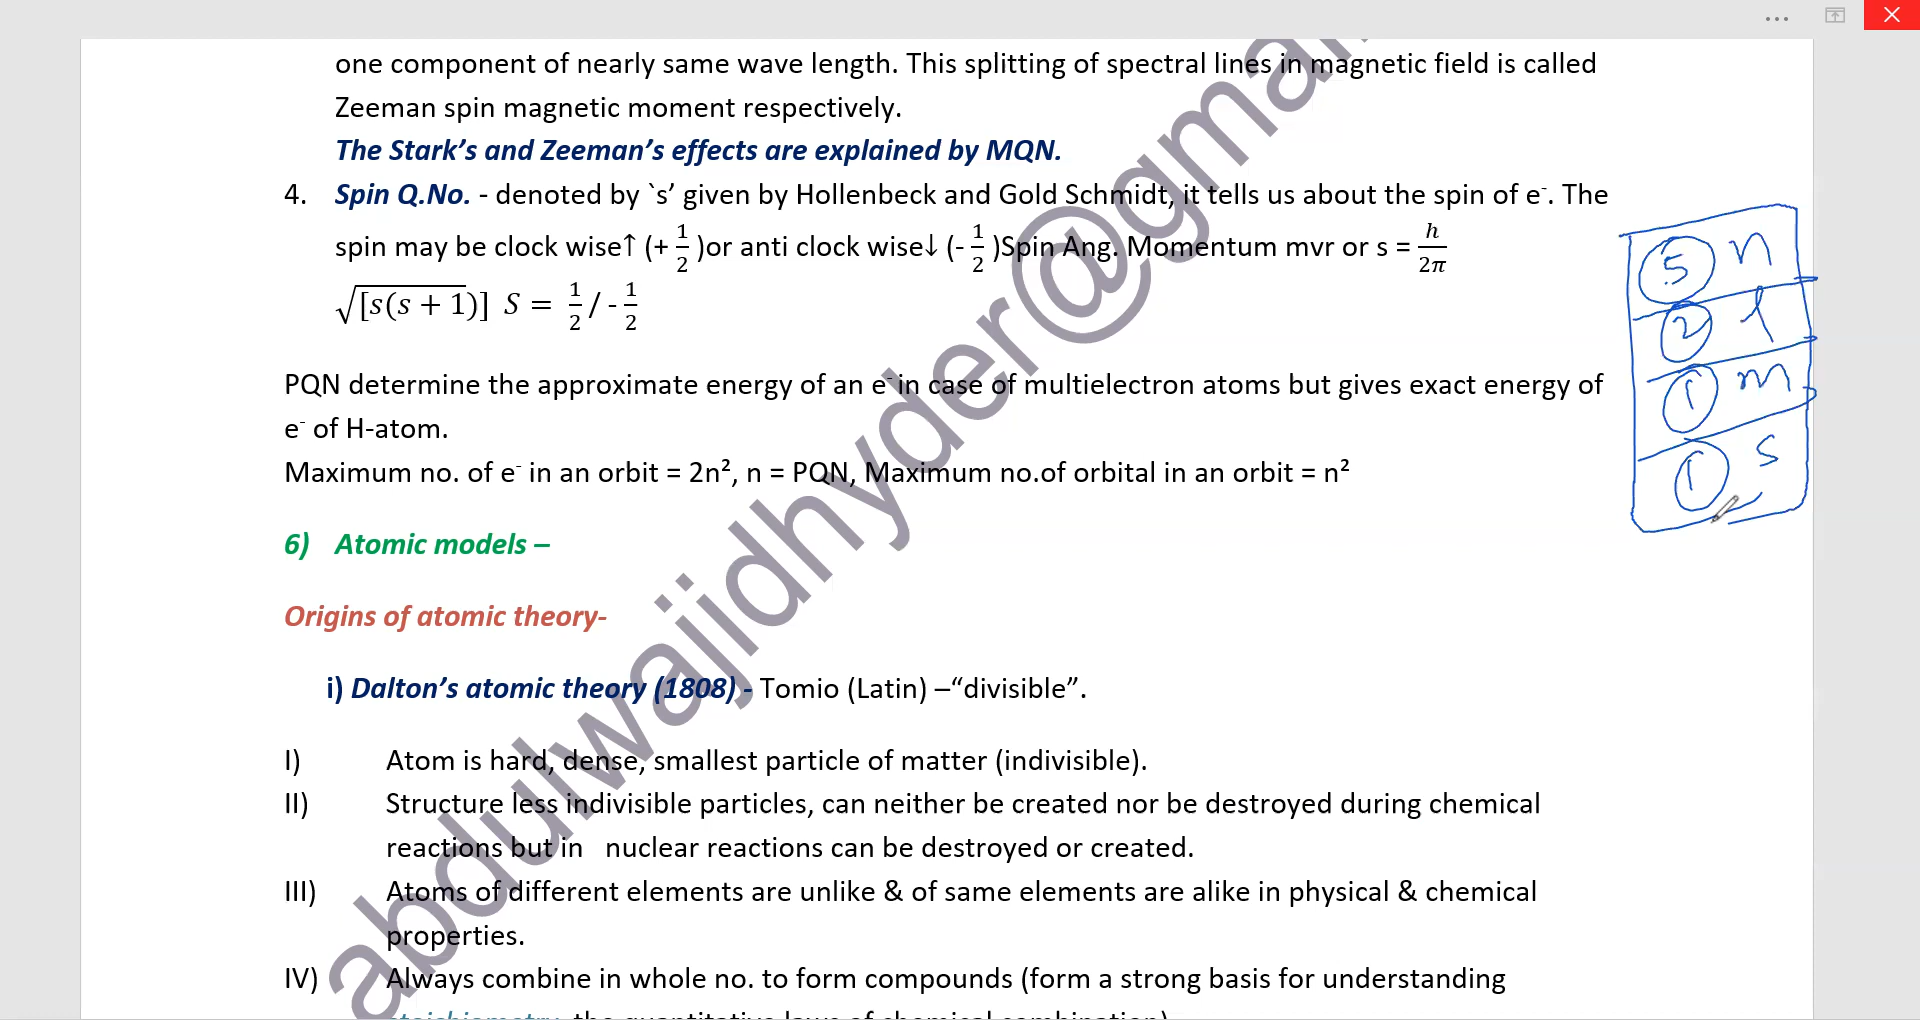 one component of nearly same wave length. This splitting of spectral lines in magnetic field is called
Zeeman spin magnetic moment respectively.
The Stark’s and Zeeman’s effects are explained by MQN.
4. Spin Q.No. - denoted by `s’ given by Hollenbeck and Gold Schmidt, it tells us about the spin of e⁻. The
spin may be clock wise↑ (+ 1/2 )or anti clock wise↓ (- 1/2 )Spin Ang. Momentum mvr or s = h/2π
√[s(s + 1)] S = 1/2 / - 1/2
PQN determine the approximate energy of an e⁻ in case of multielectron atoms but gives exact energy of
e⁻ of H-atom.
Maximum no. of e⁻ in an orbit = 2n², n = PQN, Maximum no.of orbital in an orbit = n²
6) Atomic models –
Origins of atomic theory-
i) Dalton’s atomic theory (1808) - Tomio (Latin) –“divisible”.
I) Atom is hard, dense, smallest particle of matter (indivisible).
II) Structure less indivisible particles, can neither be created nor be destroyed during chemical
reactions but in nuclear reactions can be destroyed or created.
III) Atoms of different elements are unlike & of same elements are alike in physical & chemical
properties.
IV) Always combine in whole no. to form compounds (form a strong basis for understanding
stoichiometry, the quantitative laws of chemical combination)
5 n
2 l
1 m
1 s
abdulwajidhyder@gmai